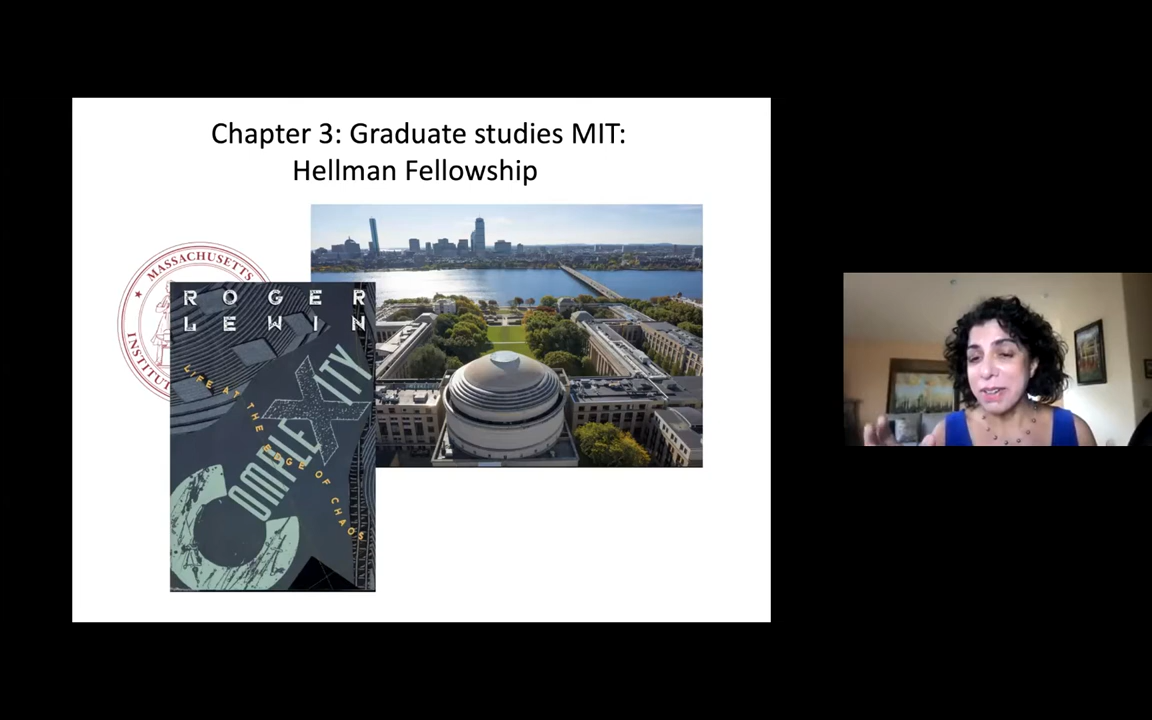 Chapter 3: Graduate studies MIT:
Hellman Fellowship
MASSACHUSETTS
INSTITUT
ROGER
LEWIN
COMPLEXITY
LIFE AT THE EDGE OF CHAOS